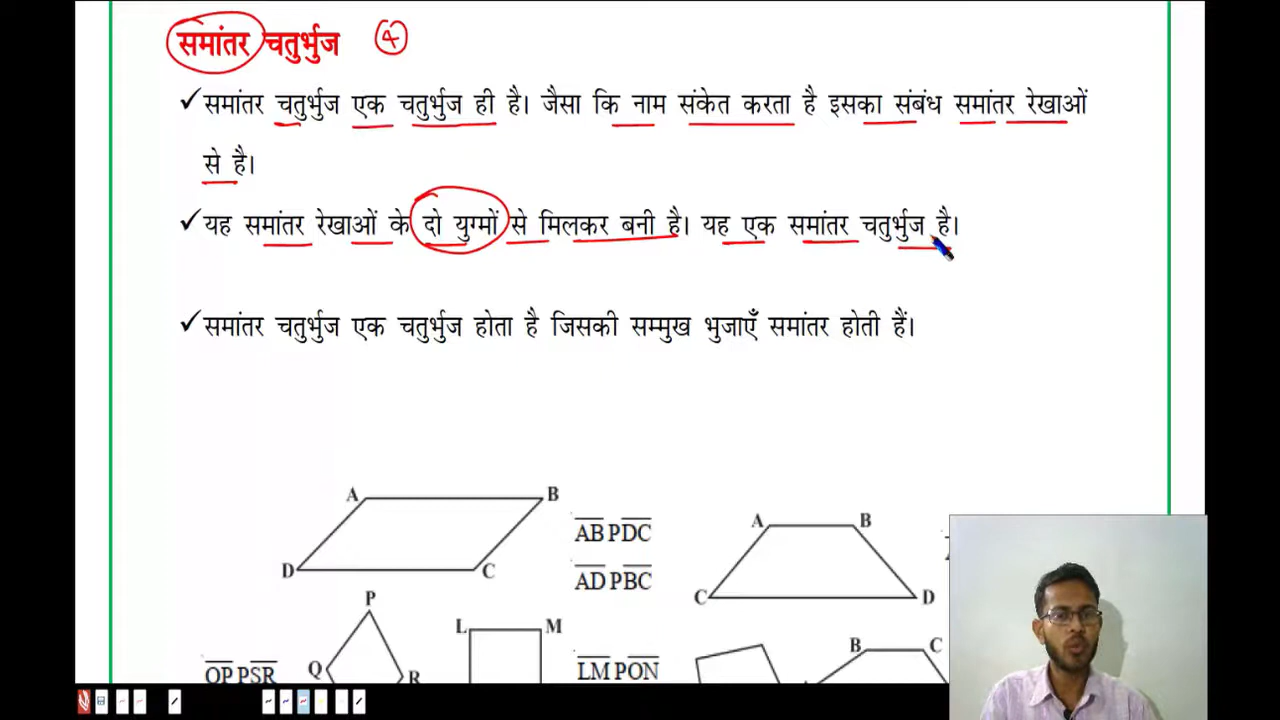 समांतर चतुर्भुज ④
✓ समांतर चतुर्भुज एक चतुर्भुज ही है। जैसा कि नाम संकेत करता है इसका संबंध समांतर रेखाओं
से है।
✓ यह समांतर रेखाओं के दो युग्मों से मिलकर बनी है। यह एक समांतर चतुर्भुज है।
✓ समांतर चतुर्भुज एक चतुर्भुज होता है जिसकी सम्मुख भुजाएँ समांतर होती हैं।
A B
AB P DC
A B
AD P BC
D C
C D
P
L M
B C
QP P SR
Q R
LM P ON